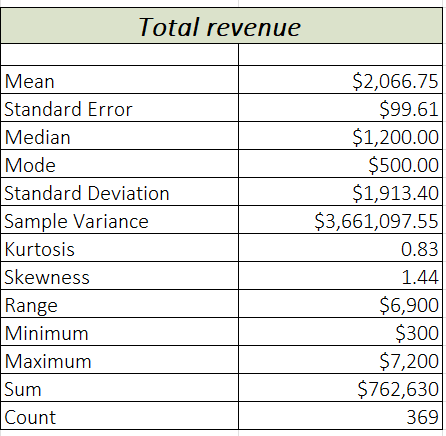 Total revenue
Mean $2,066.75
Standard Error $99.61
Median $1,200.00
Mode $500.00
Standard Deviation $1,913.40
Sample Variance $3,661,097.55
Kurtosis 0.83
Skewness 1.44
Range $6,900
Minimum $300
Maximum $7,200
Sum $762,630
Count 369